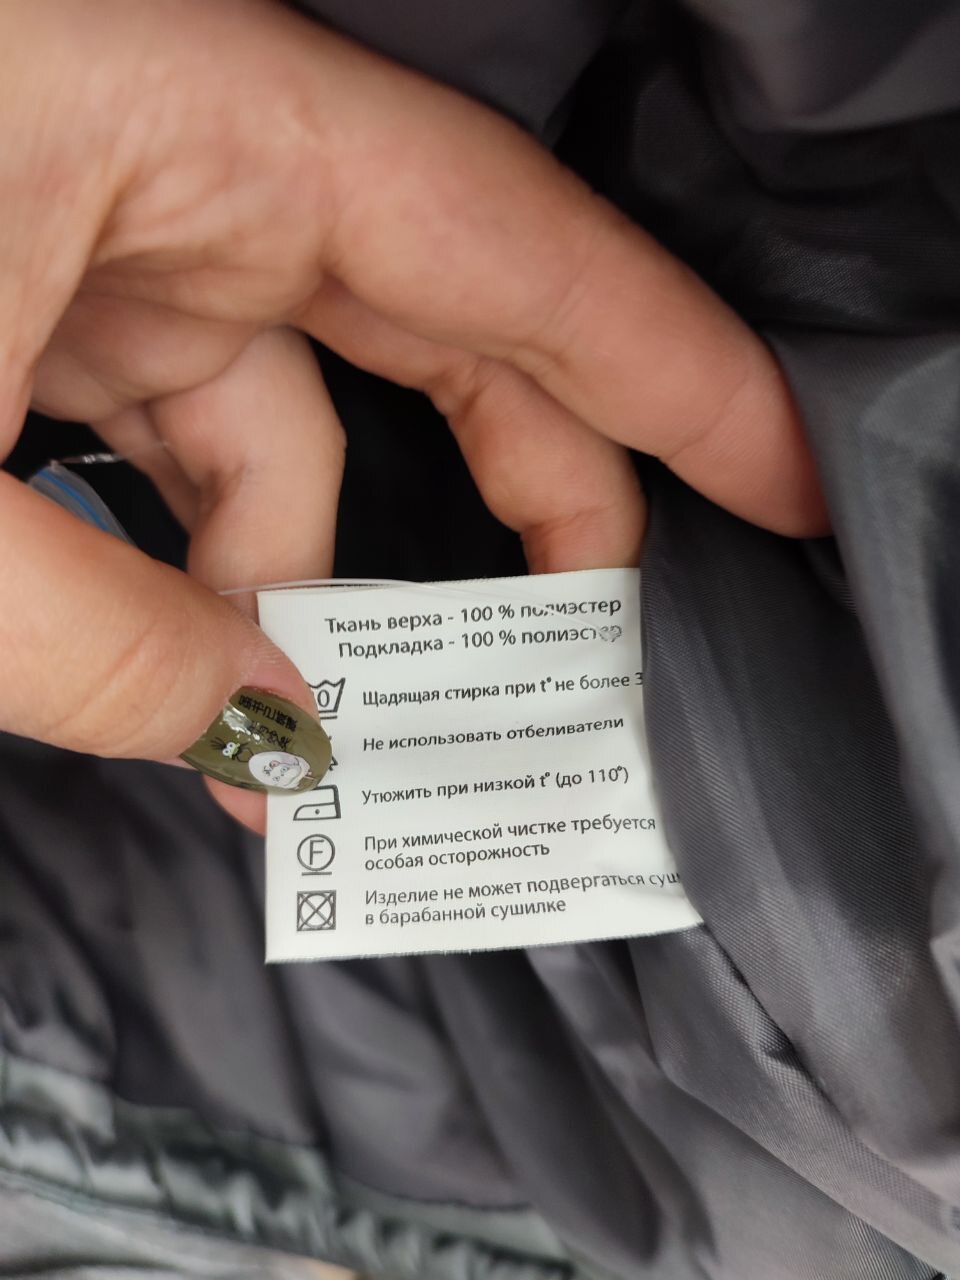 Ткань верха - 100 % полиэстер
Подкладка - 100 % полиэстер
Щадящая стирка при t° не более
Не использовать отбеливатели
Утюжить при низкой t° (до 110°)
F
При химической чистке требуется
особая осторожность
Изделие не может подвергаться
в барабанной сушилке